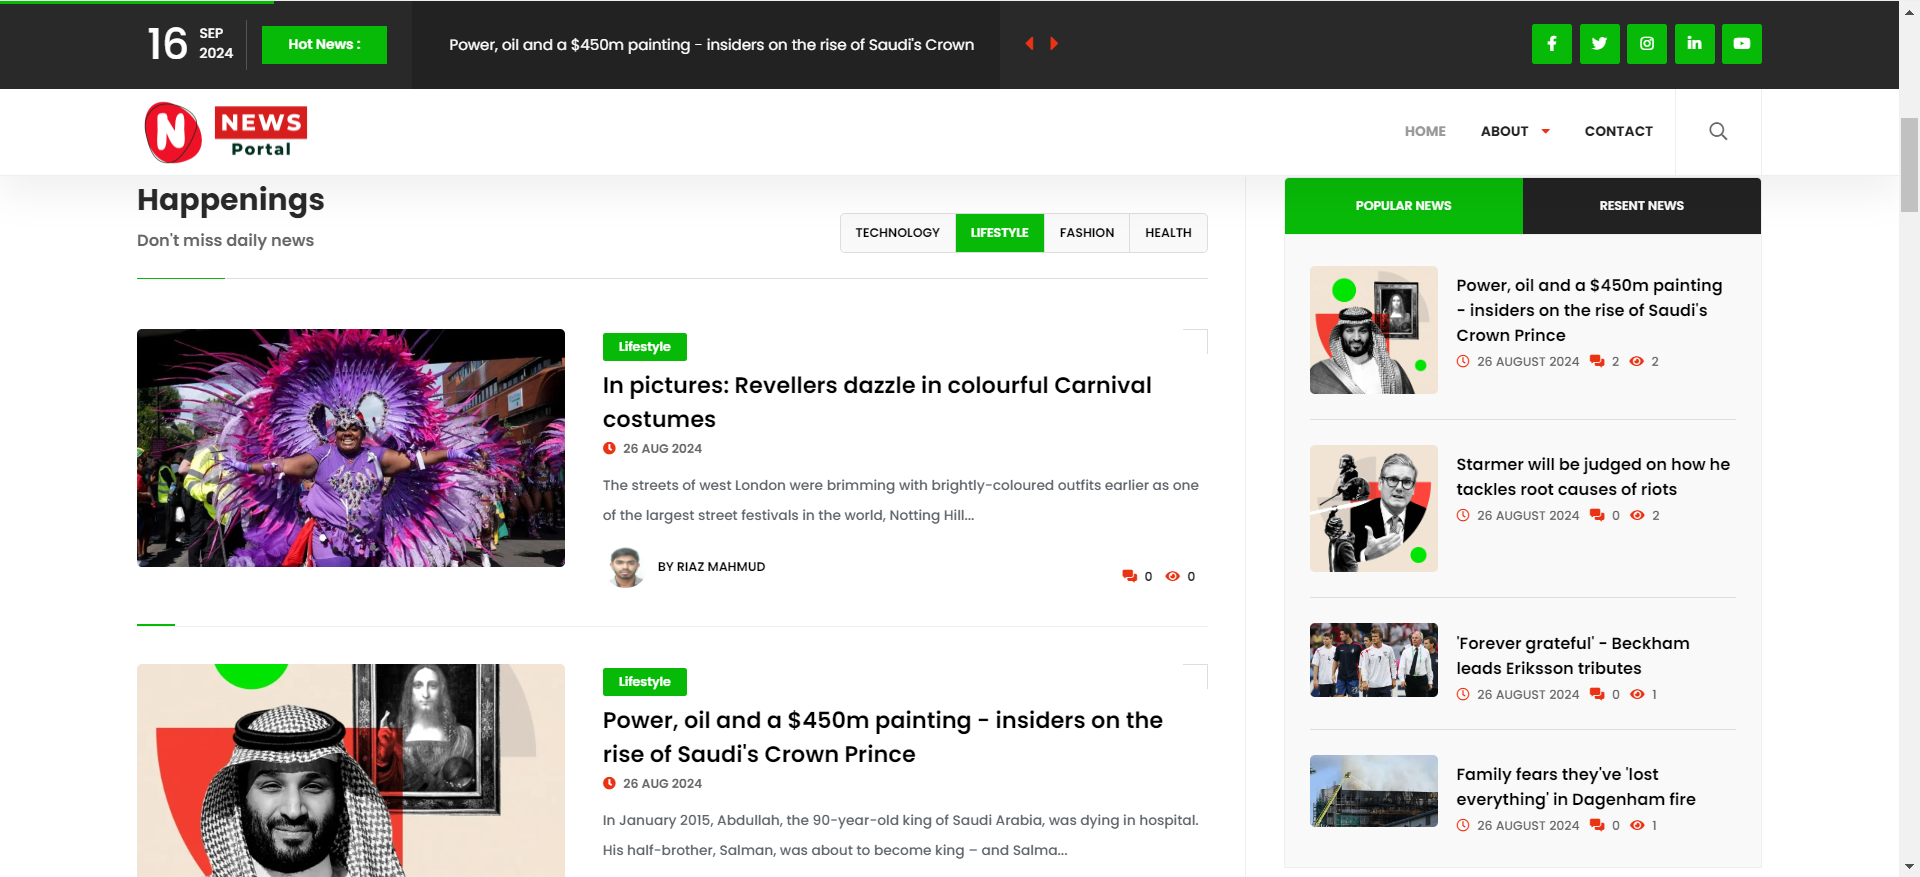 16
SEP
2024
Hot News :
Power, oil and a $450m painting - insiders on the rise of Saudi's Crown
N
NEWS
Portal
HOME
ABOUT
CONTACT
Happenings
Don't miss daily news
TECHNOLOGY
LIFESTYLE
FASHION
HEALTH
Lifestyle
In pictures: Revellers dazzle in colourful Carnival
costumes
26 AUG 2024
The streets of west London were brimming with brightly-coloured outfits earlier as one
of the largest street festivals in the world, Notting Hill...
BY RIAZ MAHMUD
0
0
Lifestyle
Power, oil and a $450m painting - insiders on the
rise of Saudi's Crown Prince
26 AUG 2024
In January 2015, Abdullah, the 90-year-old king of Saudi Arabia, was dying in hospital.
His half-brother, Salman, was about to become king – and Salma...
POPULAR NEWS
RESENT NEWS
Power, oil and a $450m painting
- insiders on the rise of Saudi's
Crown Prince
26 AUGUST 2024 2 2
Starmer will be judged on how he
tackles root causes of riots
26 AUGUST 2024 0 2
'Forever grateful' - Beckham
leads Eriksson tributes
26 AUGUST 2024 0 1
Family fears they've 'lost
everything' in Dagenham fire
26 AUGUST 2024 0 1